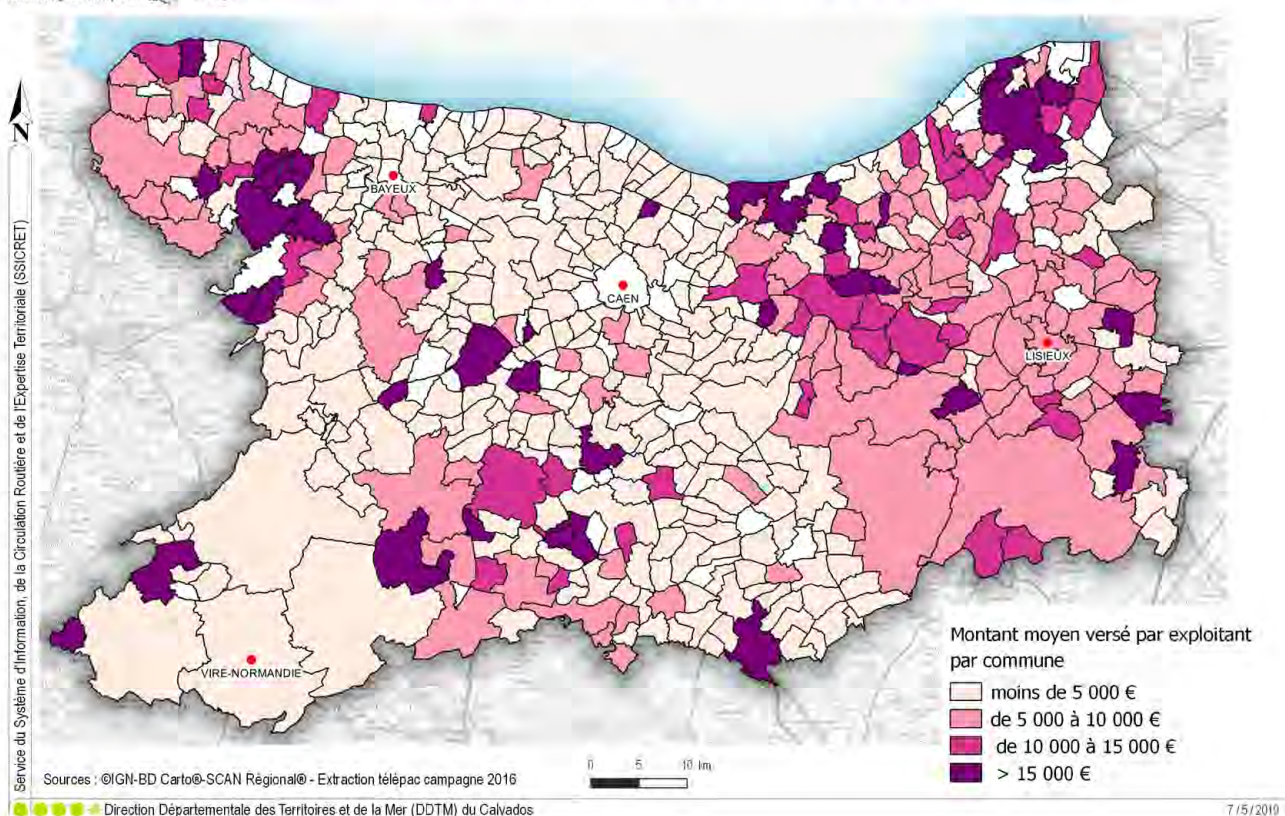 N
BAYEUX
CAEN
LISIEUX
VIRE-NORMANDIE
Montant moyen versé par exploitant
par commune
moins de 5 000 €
de 5 000 à 10 000 €
de 10 000 à 15 000 €
> 15 000 €
0 5 10 km
Sources : ©IGN-BD Carto®-SCAN Régional® - Extraction télépac campagne 2016
Service du Système d'Information, de la Circulation Routière et de l'Expertise Territoriale (SSICRET)
Direction Départementale des Territoires et de la Mer (DDTM) du Calvados
7/5/2019